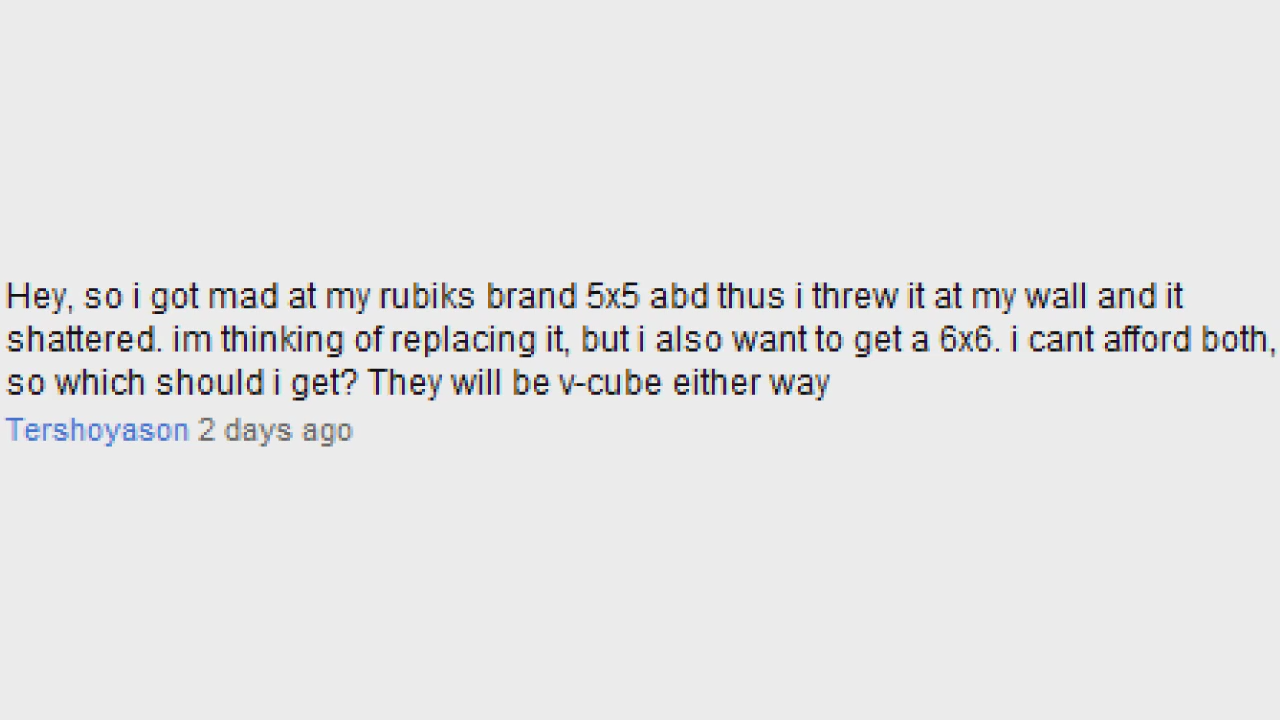 Hey, so i got mad at my rubiks brand 5x5 abd thus i threw it at my wall and it
shattered. im thinking of replacing it, but i also want to get a 6x6. i cant afford both,
so which should i get? They will be v-cube either way
Tershoyason 2 days ago